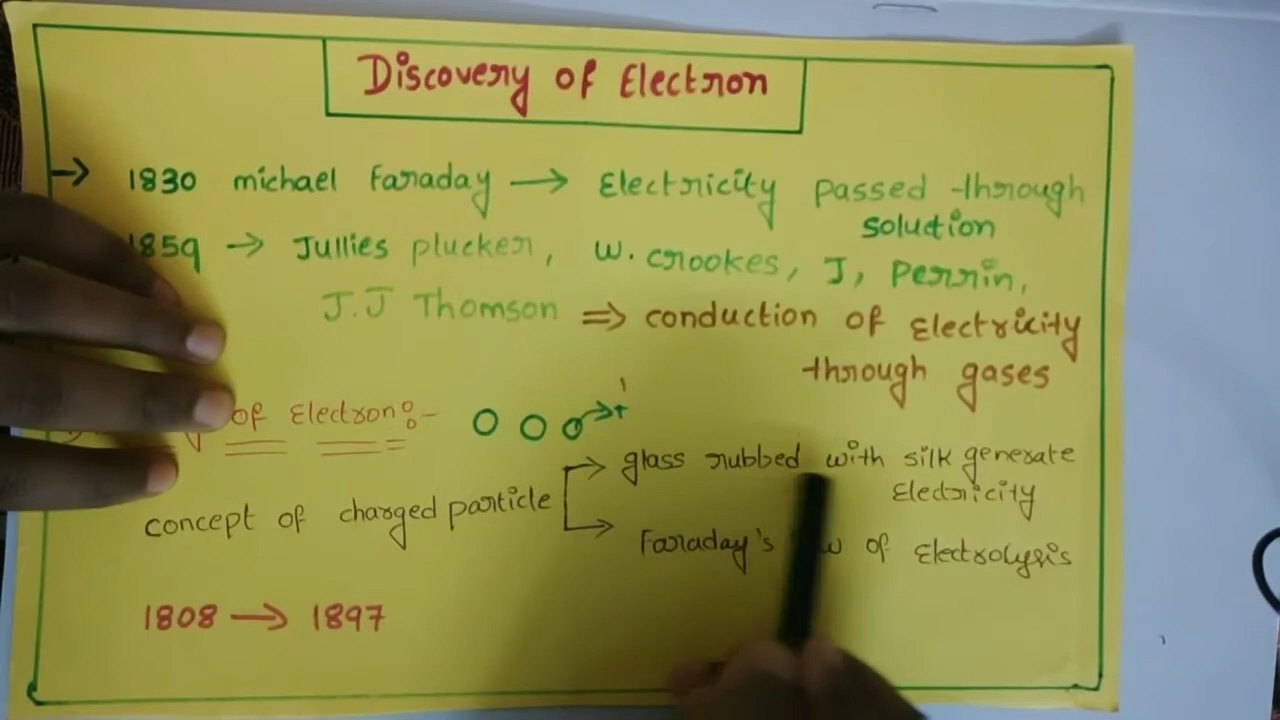 Discovery of Electron
→ 1830 michael Faraday → Electricity passed through
solution
1859 → Jullies plucker, W. crookes, J, Perrin,
J.J Thomson ⇒ conduction of Electricity
through gases
of Electron:-
glass rubbed with silk generate
Electricity
concept of charged particle
Faraday's of Electrolysis
1808 → 1897